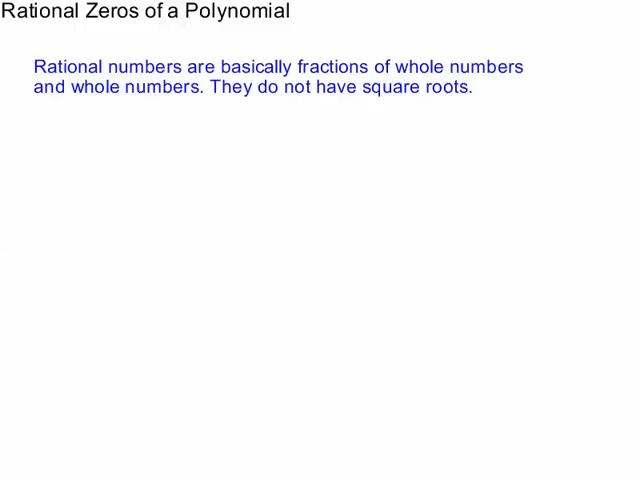 Rational Zeros of a Polynomial
Rational numbers are basically fractions of whole numbers
and whole numbers. They do not have square roots.